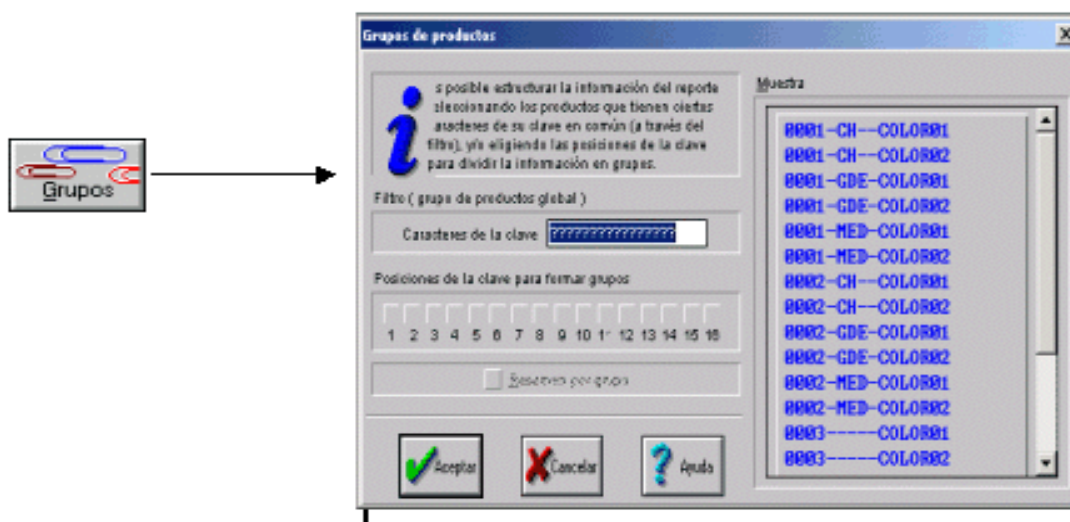 Grupos
Grupos de productos
s posible estructurar la información del reporte
eleccionando los productos que tienen ciertos
aracteres de su clave en común (a través del
filtro), y/o eligiendo las posiciones de la clave
para dividir la información en grupos.
Filtro ( grupo de productos global )
Caracteres de la clave ????????????????
Posiciones de la clave para formar grupos
1 2 3 4 5 6 7 8 9 10 11 12 13 14 15 16
Resumen por grupo
Aceptar
Cancelar
Ayuda
Muestra
0001-CH--COLOR01
0001-CH--COLOR02
0001-GDE-COLOR01
0001-GDE-COLOR02
0001-MED-COLOR01
0001-MED-COLOR02
0002-CH--COLOR01
0002-CH--COLOR02
0002-GDE-COLOR01
0002-GDE-COLOR02
0002-MED-COLOR01
0002-MED-COLOR02
0003-----COLOR01
0003-----COLOR02